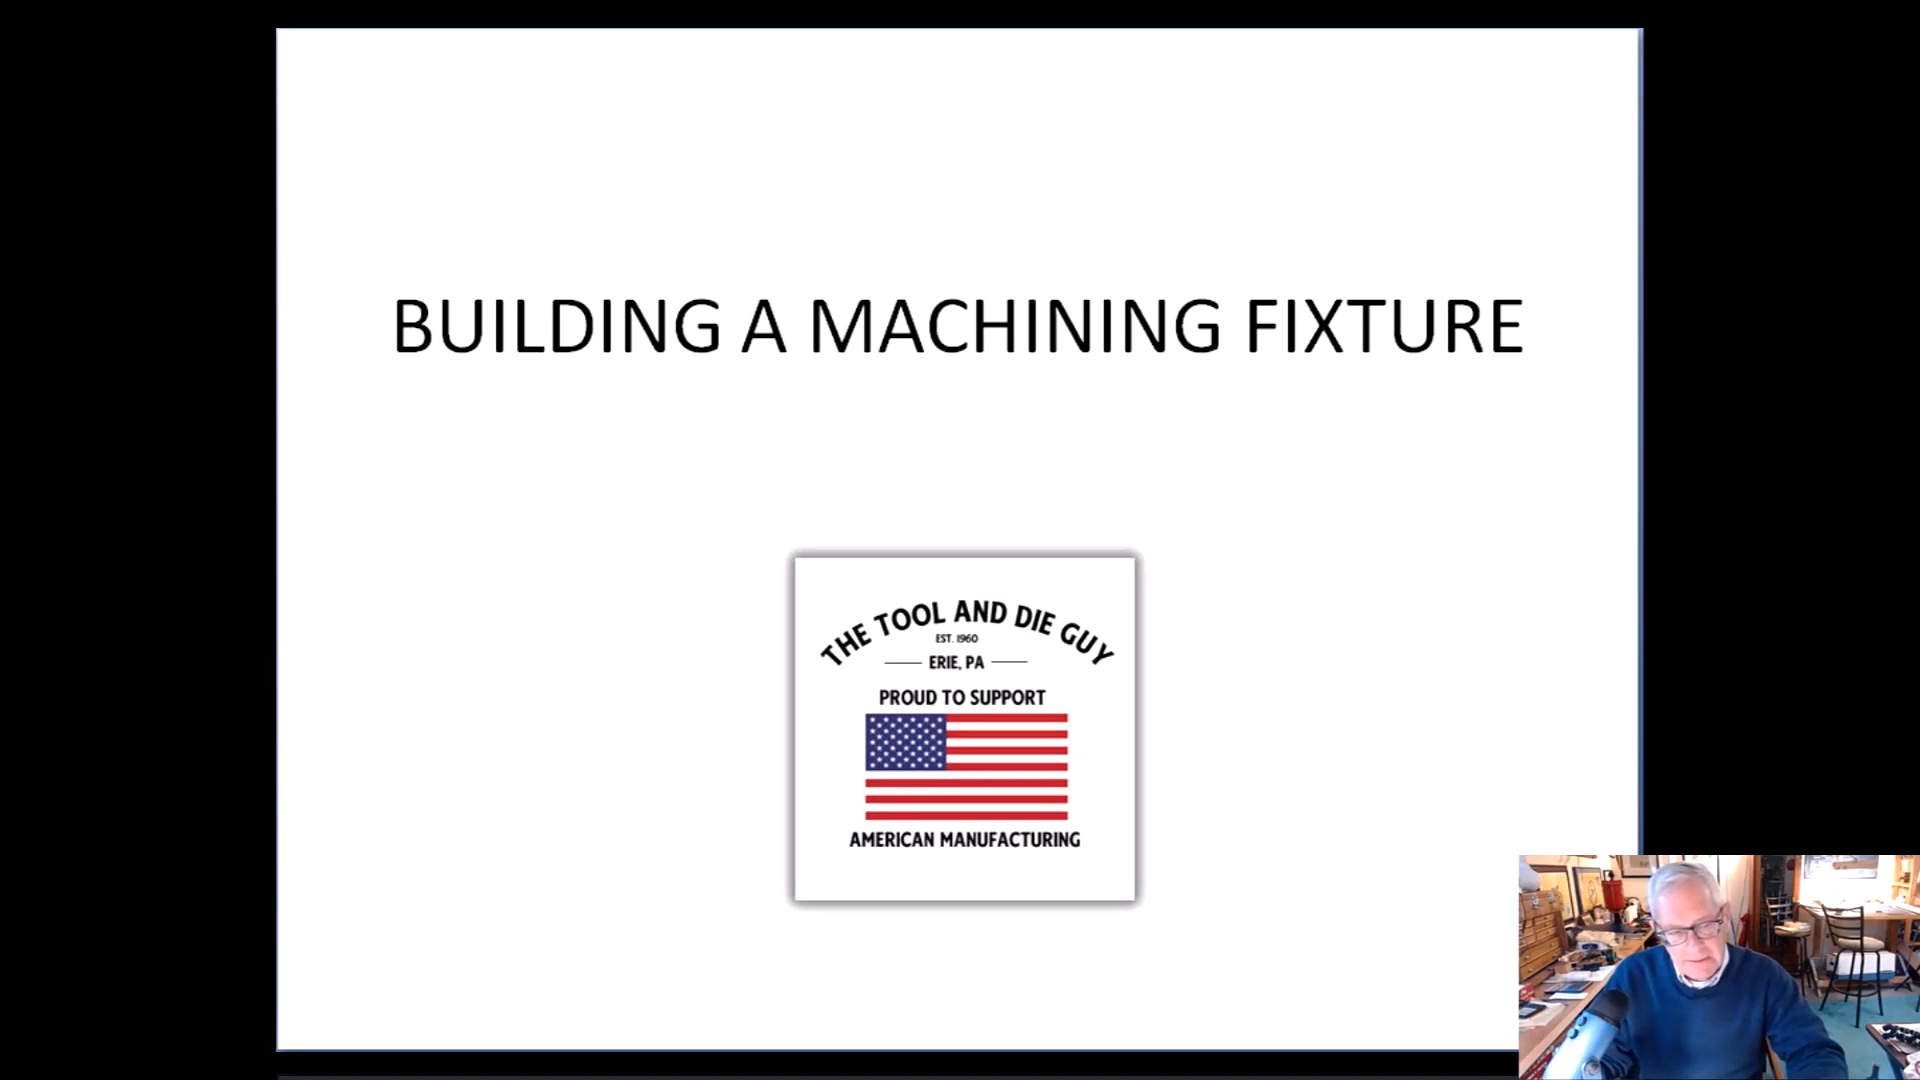 BUILDING A MACHINING FIXTURE
THE TOOL AND DIE GUY
EST. 1960
ERIE, PA
PROUD TO SUPPORT
AMERICAN MANUFACTURING